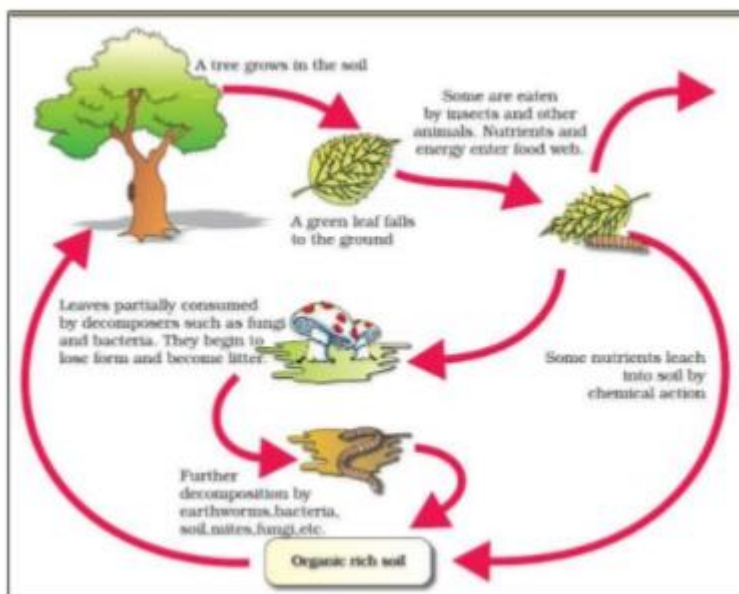 A tree grows in the soil
Some are eaten
by insects and other
animals. Nutrients and
energy enter food web.
A green leaf falls
to the ground
Leaves partially consumed
by decomposers such as fungi
and bacteria. They begin to
lose form and become litter
Some nutrients leach
into soil by
chemical action
Further
decomposition by
earthworms,bacteria,
soil,mites,fungi,etc.
Organic rich soil